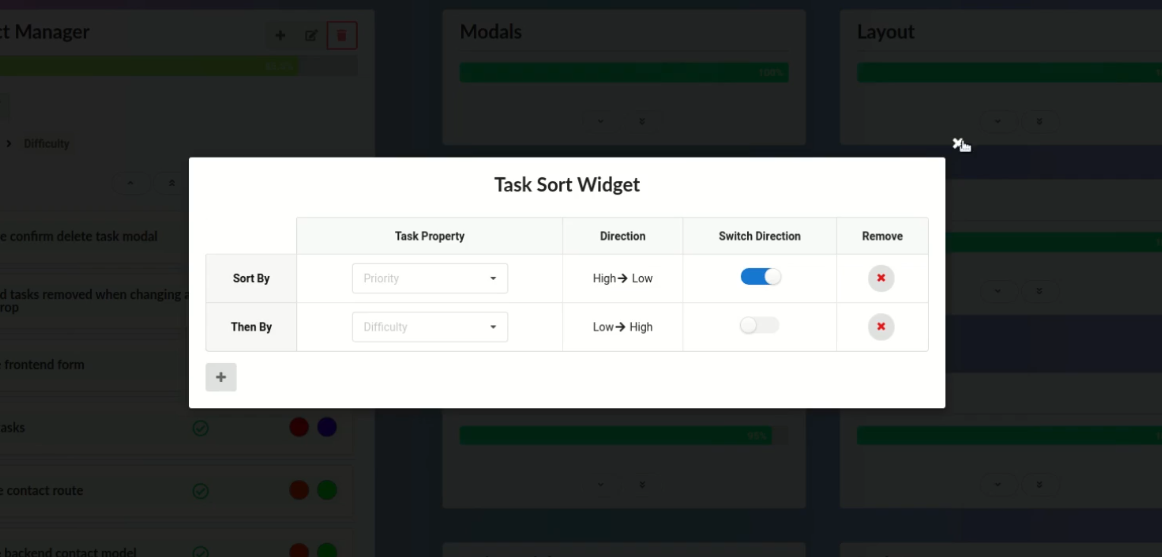 ct Manager
Modals
Layout
100%
Difficulty
Task Sort Widget
Task Property Direction Switch Direction Remove
Sort By Priority High Low
Then By Difficulty Low High
e confirm delete task modal
d tasks removed when changing a
rop
e frontend form
asks
98%
e contact route
e backend contact model